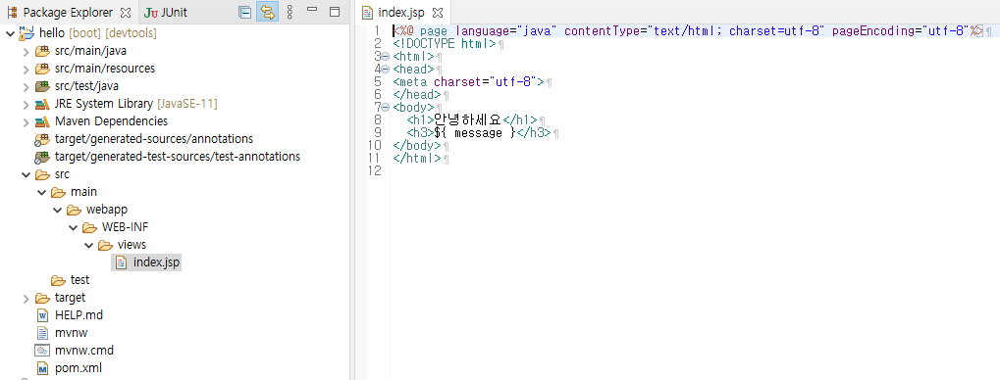 Package Explorer JUnit
hello [boot] [devtools]
src/main/java
src/main/resources
src/test/java
JRE System Library [JavaSE-11]
Maven Dependencies
target/generated-sources/annotations
target/generated-test-sources/test-annotations
src
main
webapp
WEB-INF
views
index.jsp
test
target
HELP.md
mvnw
mvnw.cmd
pom.xml
index.jsp
1 <%@ page language="java" contentType="text/html; charset=utf-8" pageEncoding="utf-8"%>¶
2 <!DOCTYPE html>¶
3 <html>¶
4 <head>¶
5 <meta charset="utf-8">¶
6 </head>¶
7 <body>¶
8 <h1>안녕하세요</h1>¶
9 <h3>${ message }</h3>¶
10 </body>¶
11 </html>¶
12